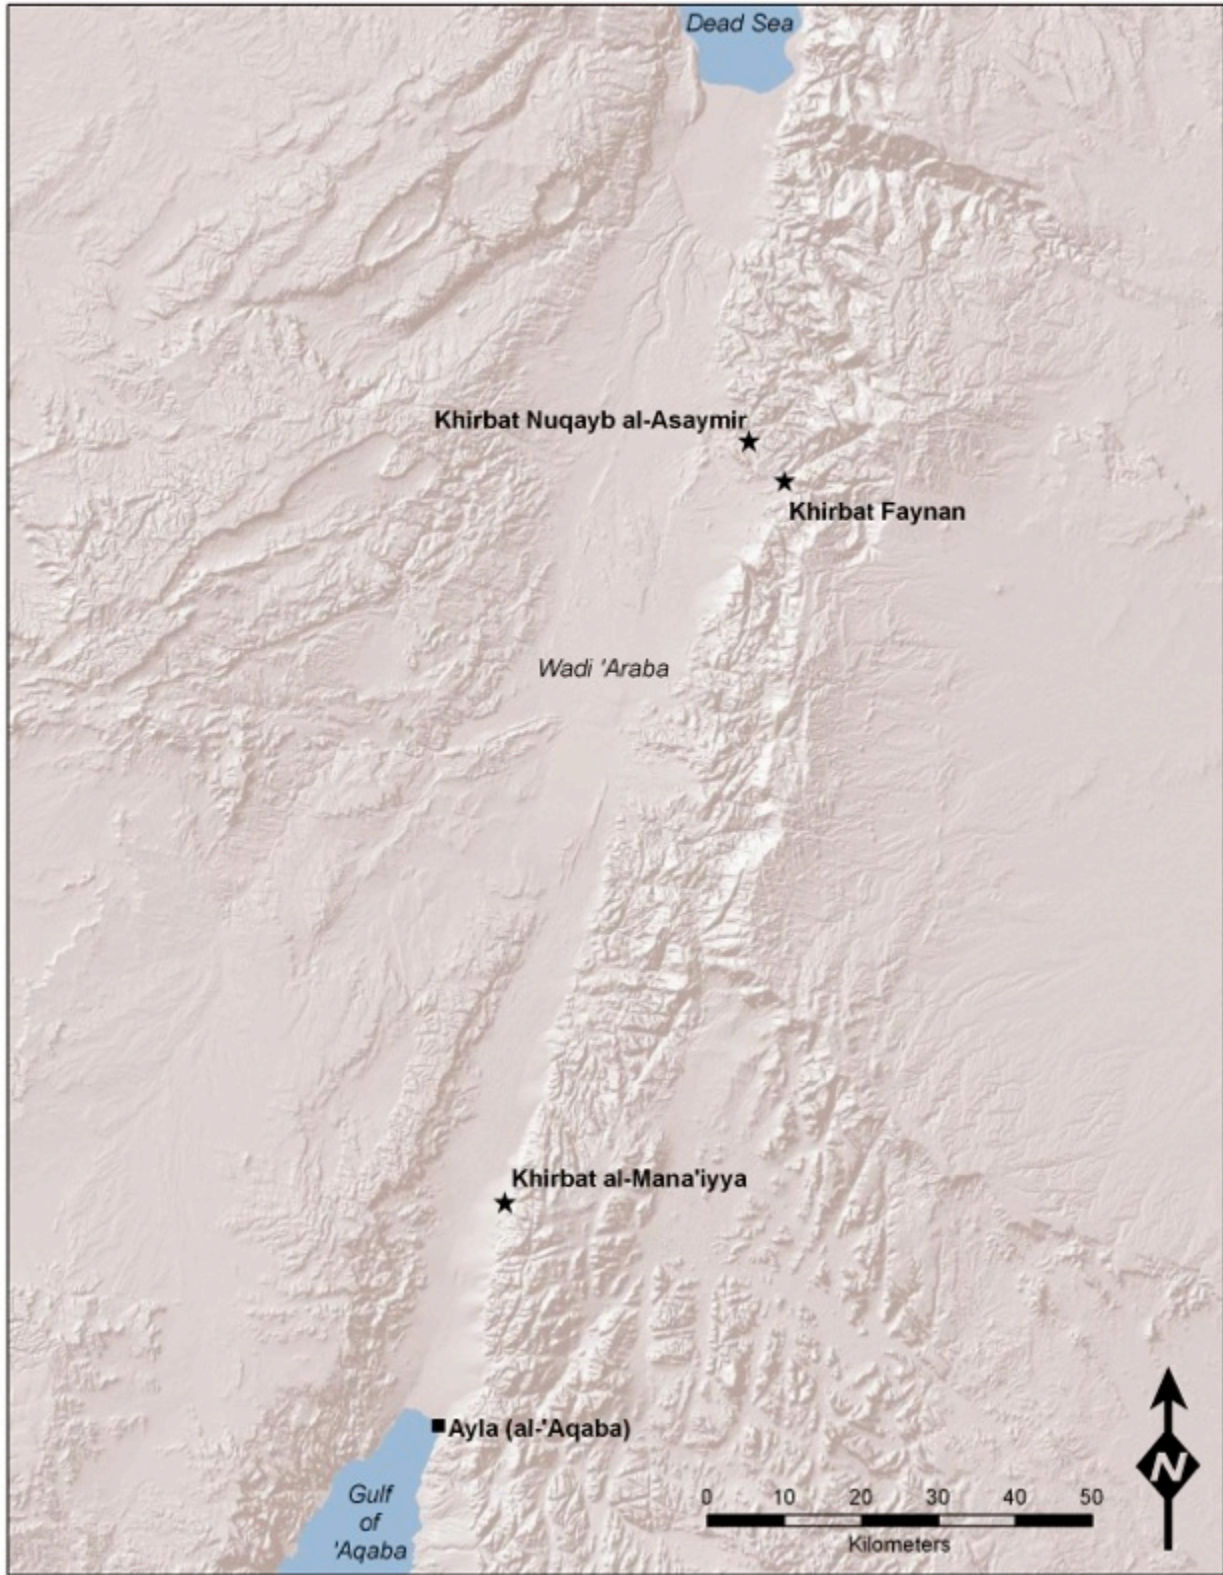 Dead Sea
Khirbat Nuqayb al-Asaymir
Khirbat Faynan
Wadi 'Araba
Khirbat al-Mana'iyya
Ayla (al-'Aqaba)
Gulf
of
'Aqaba
0 10 20 30 40 50
Kilometers
N